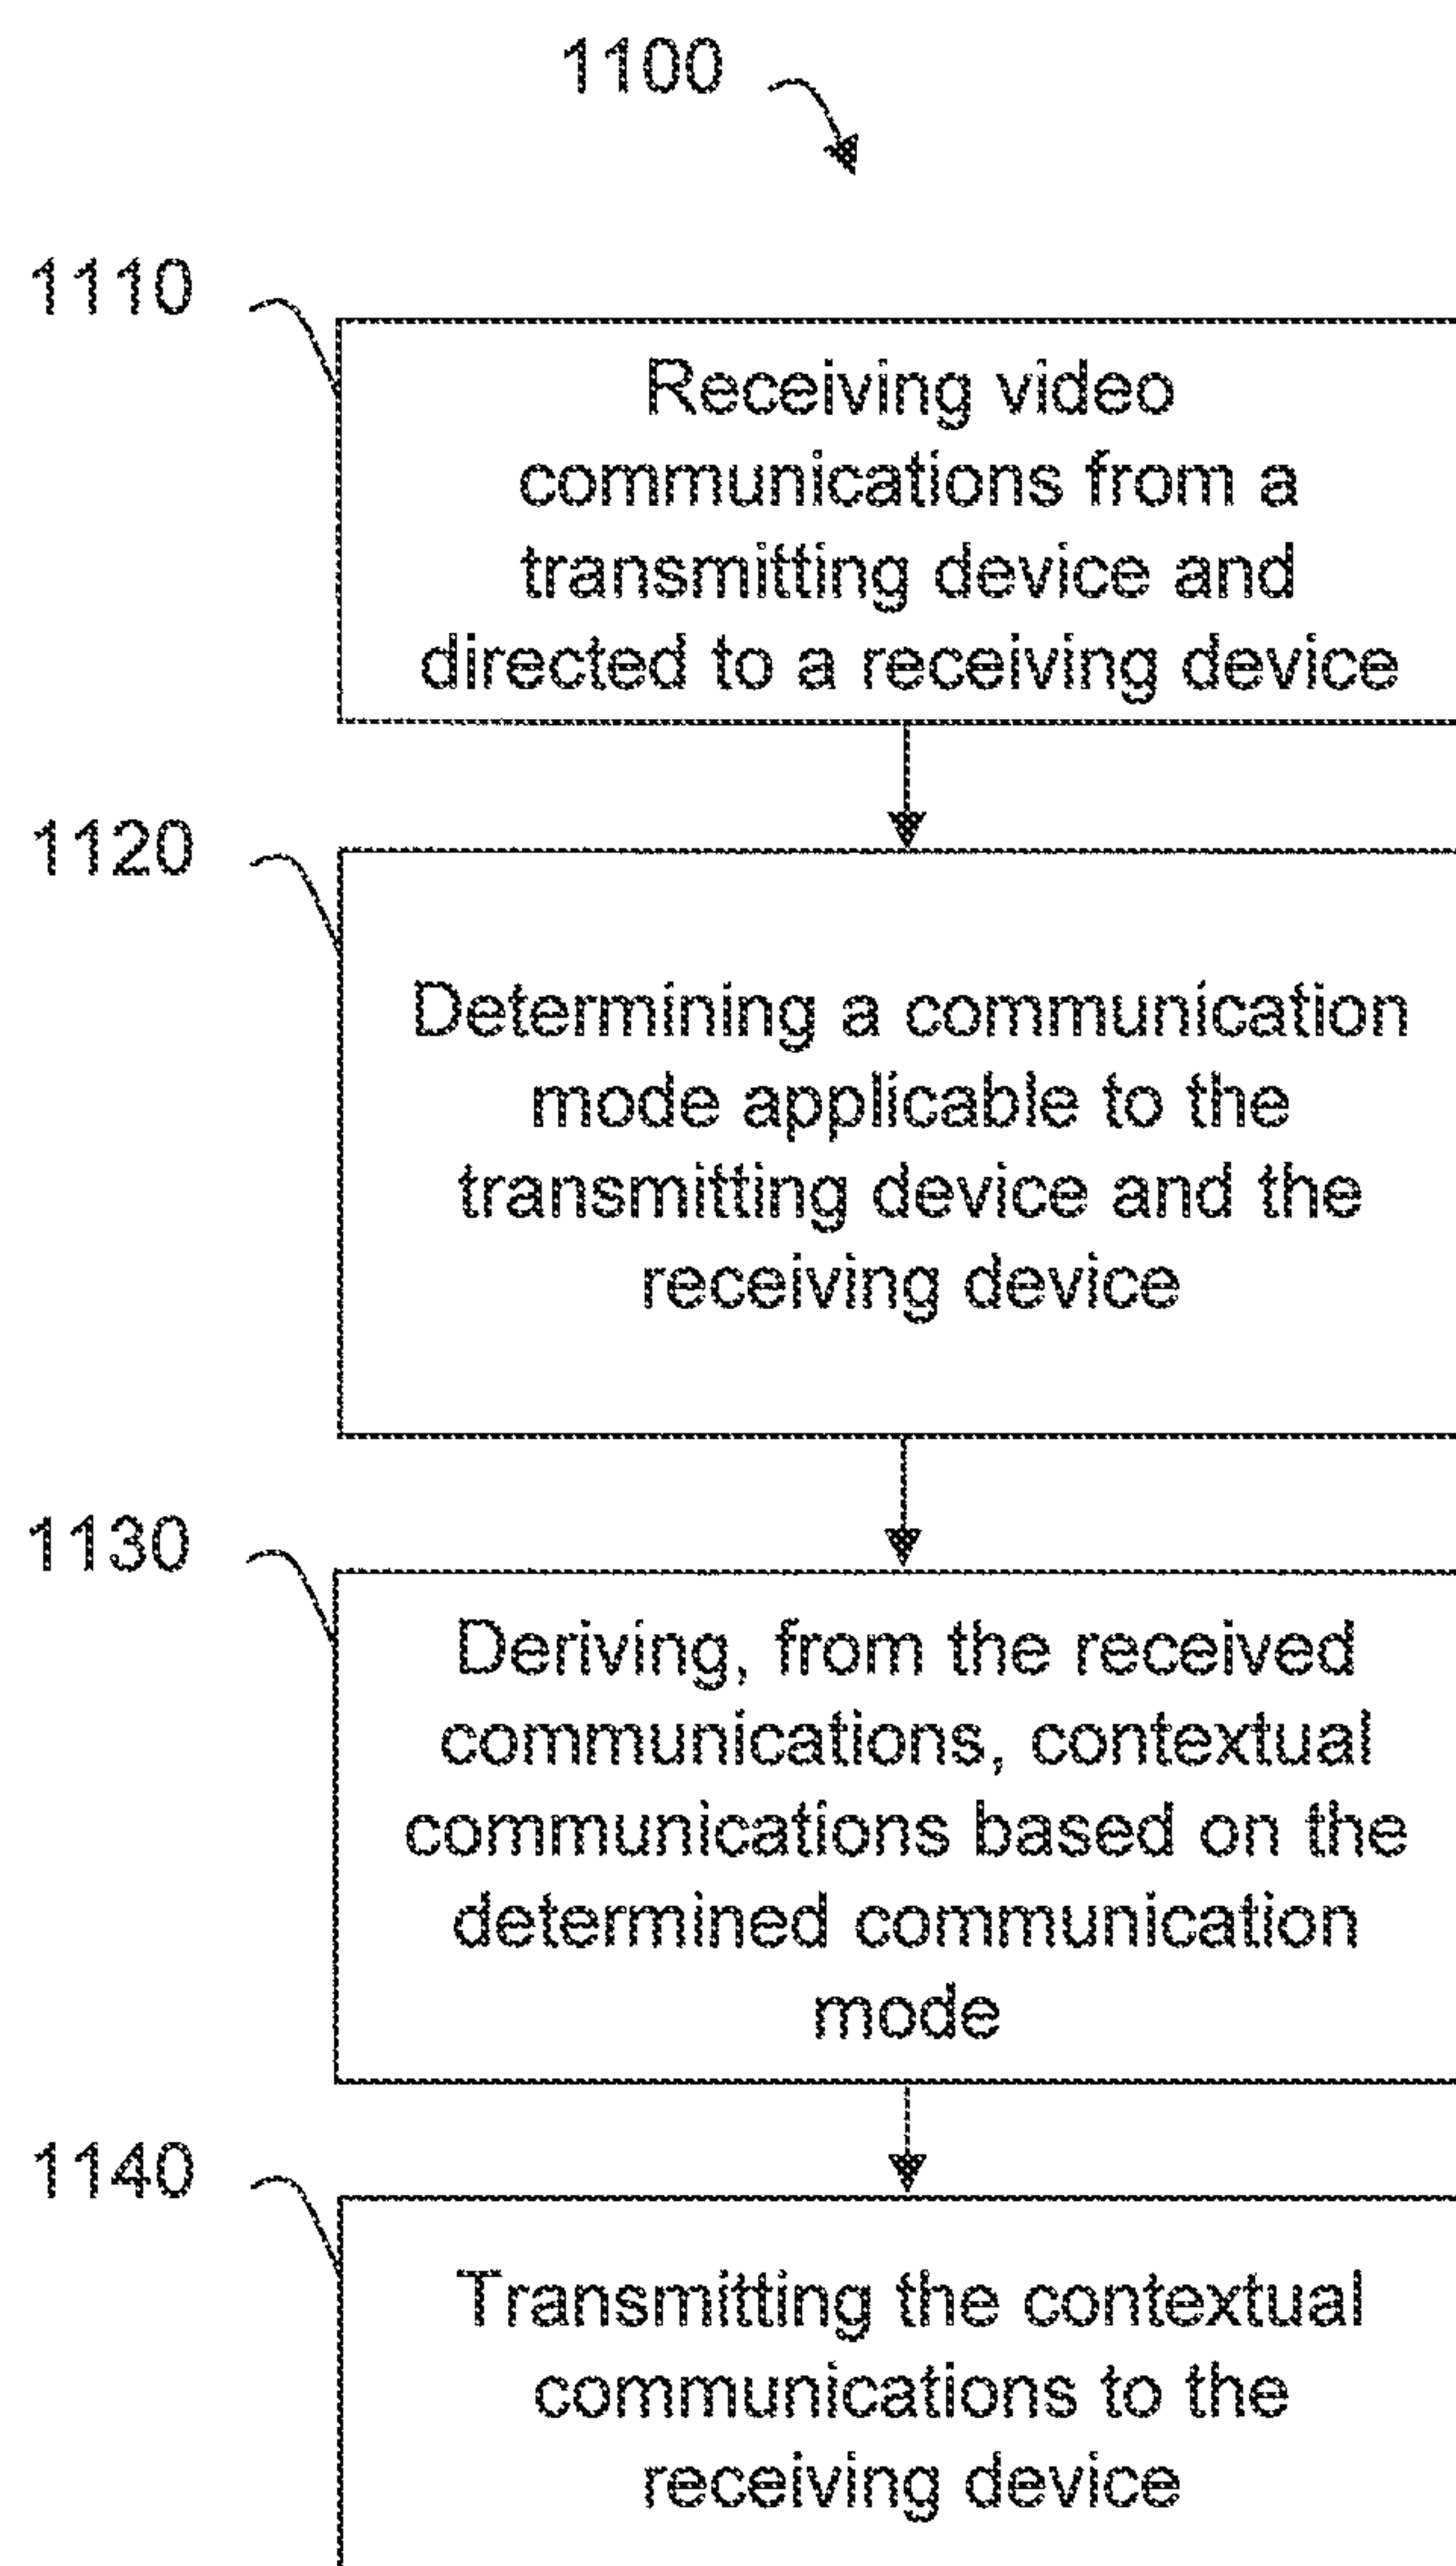 1100
1110
Receiving video
communications from a
transmitting device and
directed to a receiving device
1120
Determining a communication
mode applicable to the
transmitting device and the
receiving device
1130
Deriving, from the received
communications, contextual
communications based on the
determined communication
mode
1140
Transmitting the contextual
communications to the
receiving device